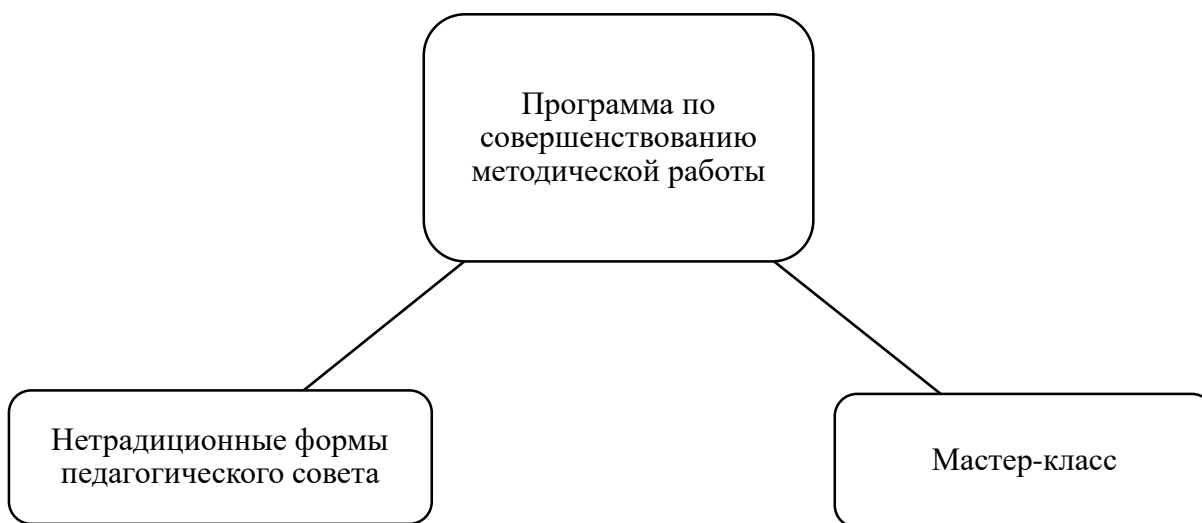 Программа по
совершенствованию
методической работы
Нетрадиционные формы
педагогического совета
Мастер-класс